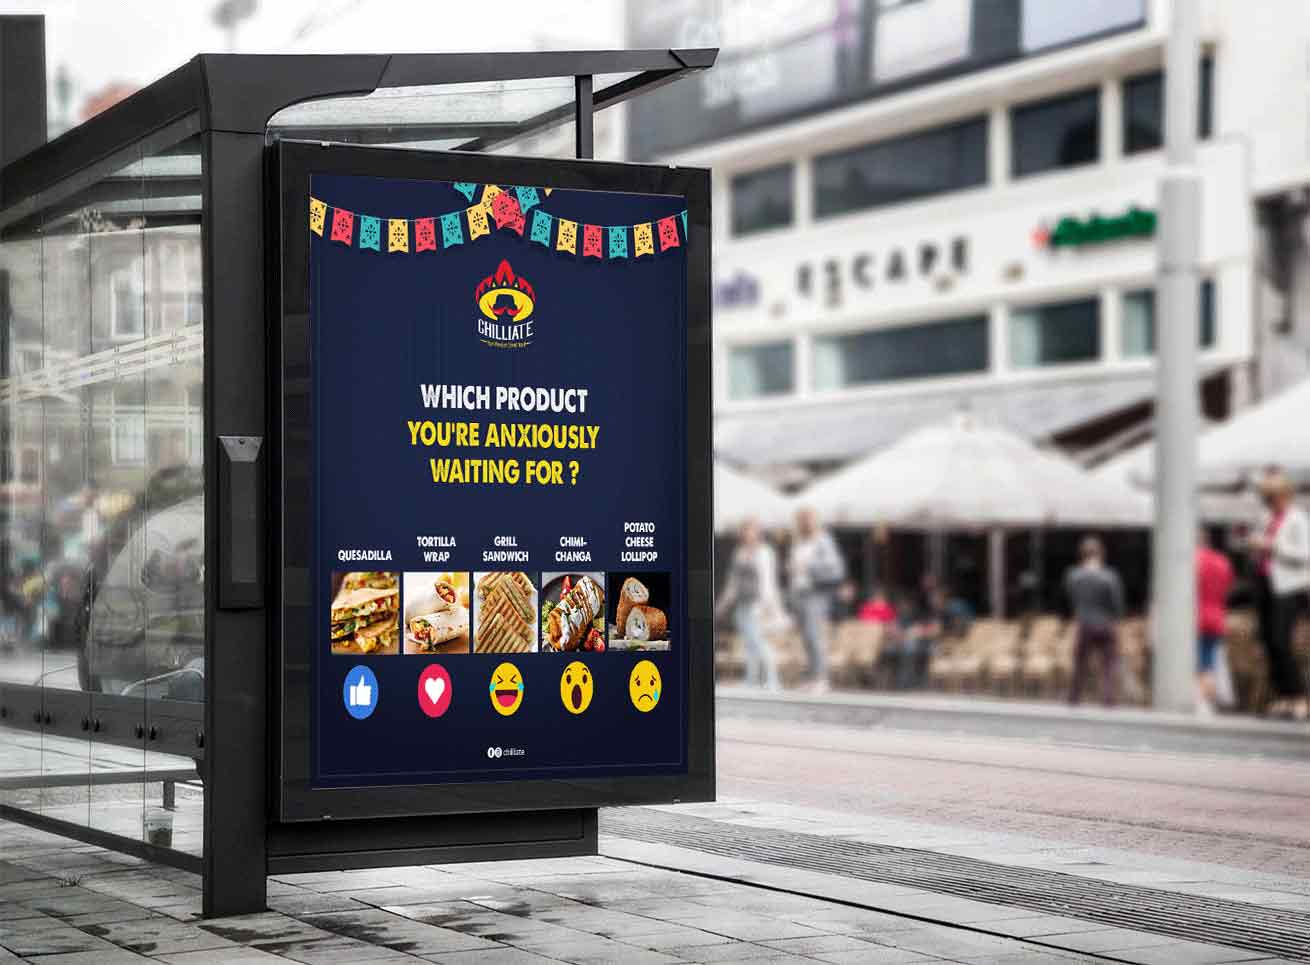 CHILLIATE
WHICH PRODUCT
YOU'RE ANXIOUSLY
WAITING FOR ?
QUESADILLA
TORTILLA
WRAP
GRILL
SANDWICH
CHIMI-
CHANGA
POTATO
CHEESE
LOLLIPOP
chilliate
ESCAPE
Heineken